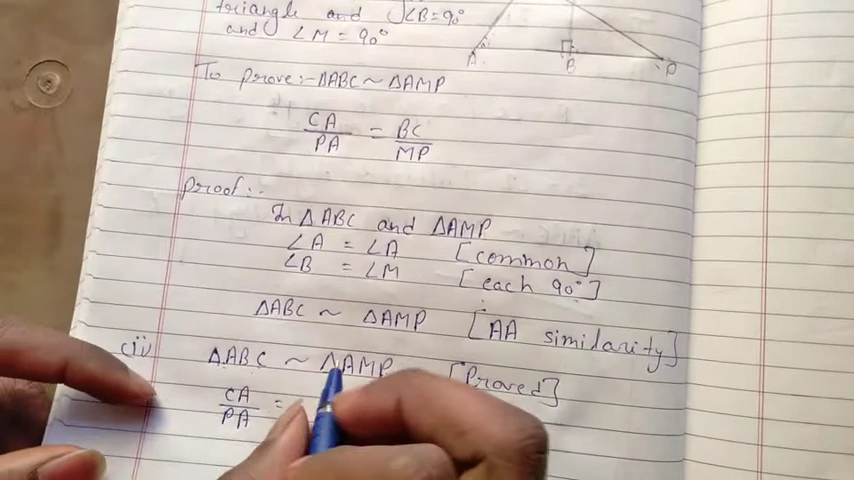 triangle and ∠B=90°
and ∠M = 90°
A
B
P
To prove:- ΔABC ~ ΔAMP
CA/PA = BC/MP
Proof:-
In ΔABC and ΔAMP
∠A = ∠A [common]
∠B = ∠M [each 90°]
ΔABC ~ ΔAMP [AA similarity]
(ii) ΔABC ~ ΔAMP [Proved]
CA/PA =